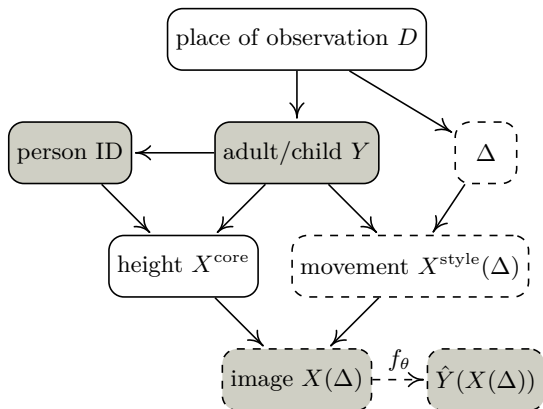 place of observation D
person ID
adult/child Y
Δ
height X^core
movement X^style(Δ)
f_θ
image X(Δ)
Ŷ(X(Δ))